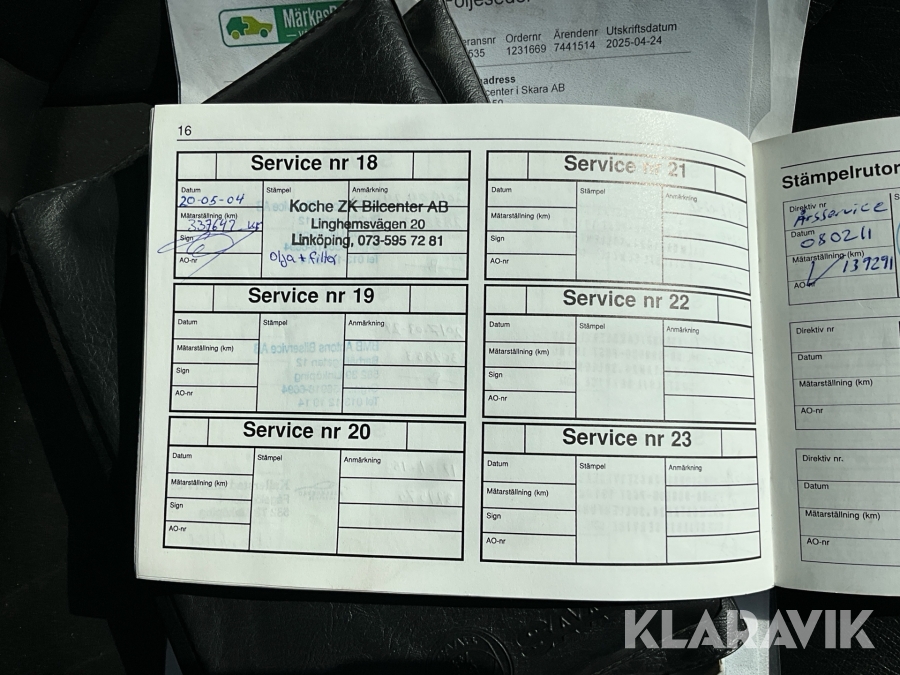 MärkesD
Följesedel
eransnr Ordernr Ärendenr Utskriftsdatum
535 1231669 7441514 2025-04-24
adress
center i Skara AB
16
Service nr 18
Datum Stämpel Anmärkning
20-05-04
Koche ZK Bilcenter AB
Mätarställning (km)
337647
Linghemsvägen 20
Sign
Linköping, 073-595 72 81
AO-nr
Olja + filter
Service nr 19
Datum Stämpel Anmärkning
Mätarställning (km)
Sign
AO-nr
Service nr 20
Datum Stämpel Anmärkning
Mätarställning (km)
Sign
AO-nr
Service nr 21
Datum Stämpel Anmärkning
Mätarställning (km)
Sign
AO-nr
Service nr 22
Datum Stämpel Anmärkning
Mätarställning (km)
Sign
AO-nr
Service nr 23
Datum Stämpel Anmärkning
Mätarställning (km)
Sign
AO-nr
Stämpelrutor
Direktiv nr
Årsservice
Datum
080211
Mätarställning (km)
139291
AO-nr
Direktiv nr
Datum
Mätarställning (km)
AO-nr
Direktiv nr.
Datum
Mätarställning (km)
AO-nr
KLARAVIK